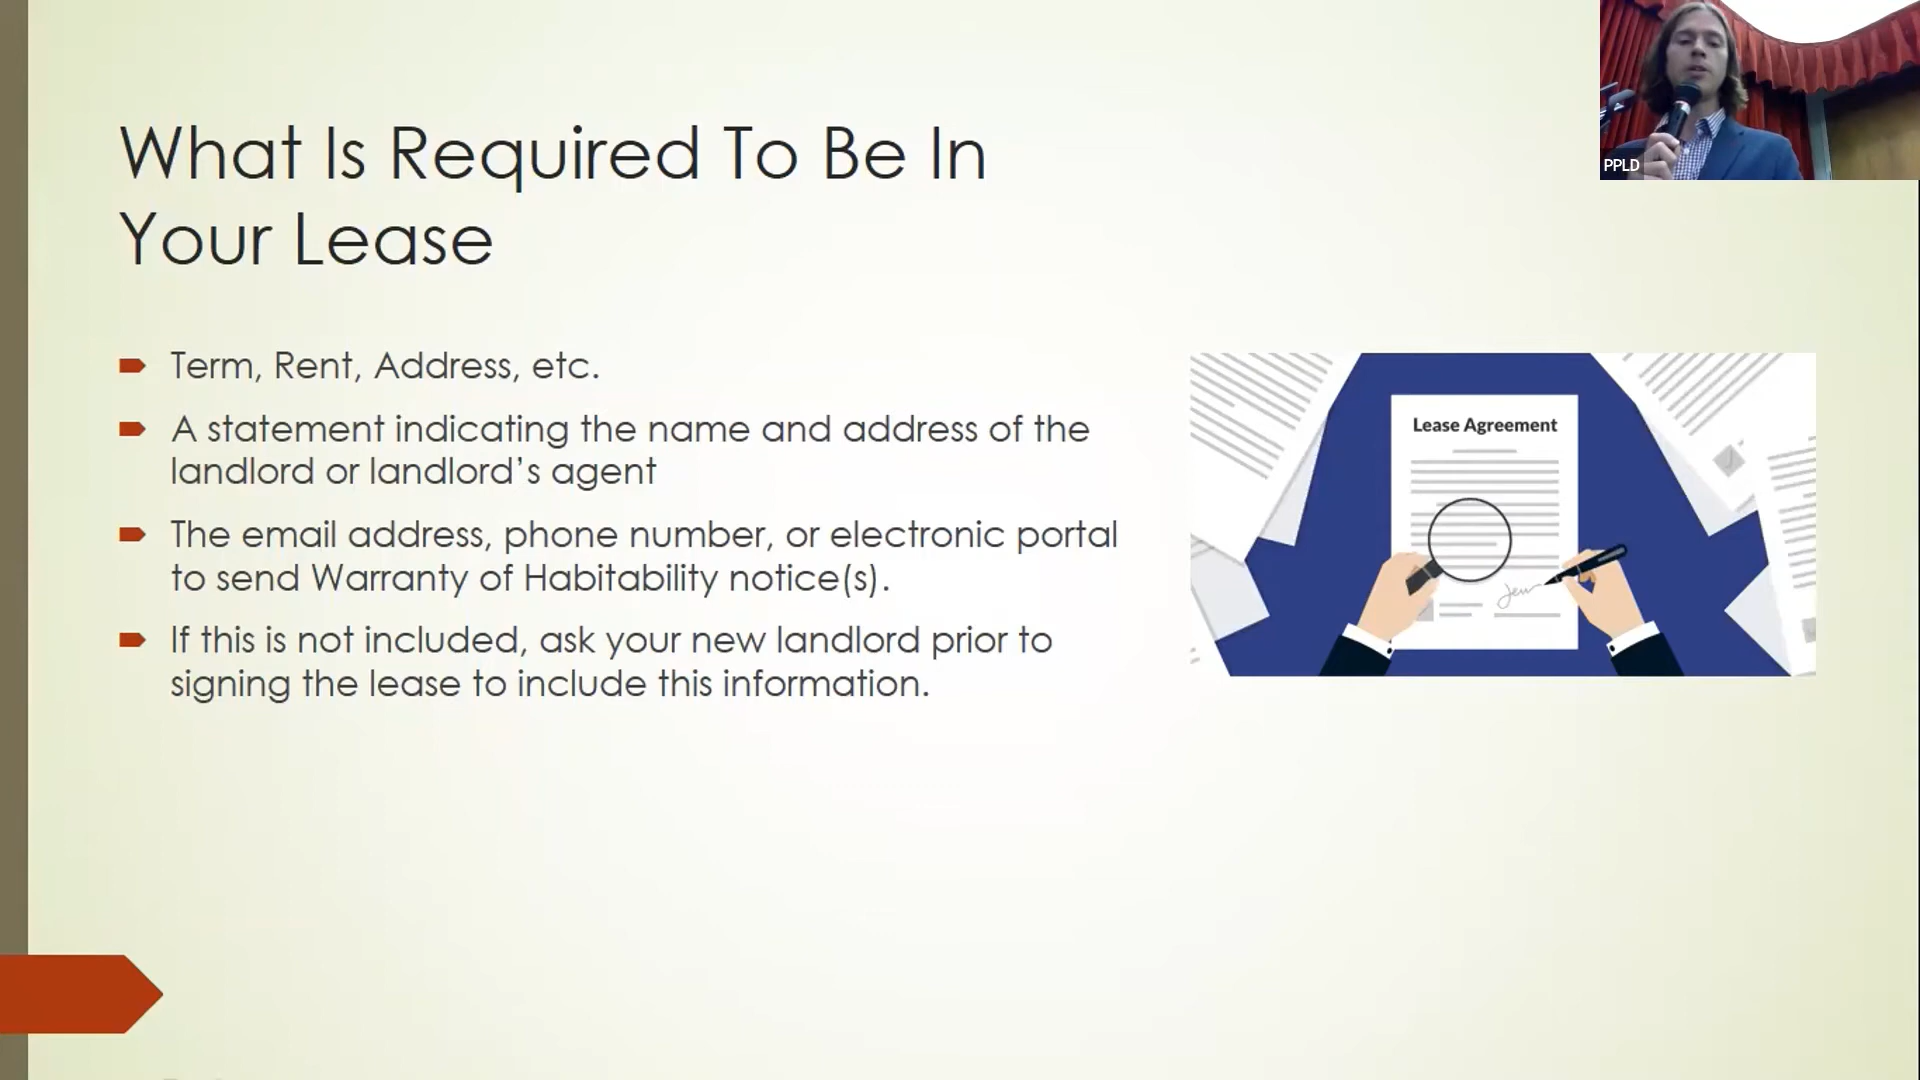 What Is Required To Be In
Your Lease
Term, Rent, Address, etc.
A statement indicating the name and address of the
landlord or landlord's agent
The email address, phone number, or electronic portal
to send Warranty of Habitability notice(s).
If this is not included, ask your new landlord prior to
signing the lease to include this information.
Lease Agreement
PPLD